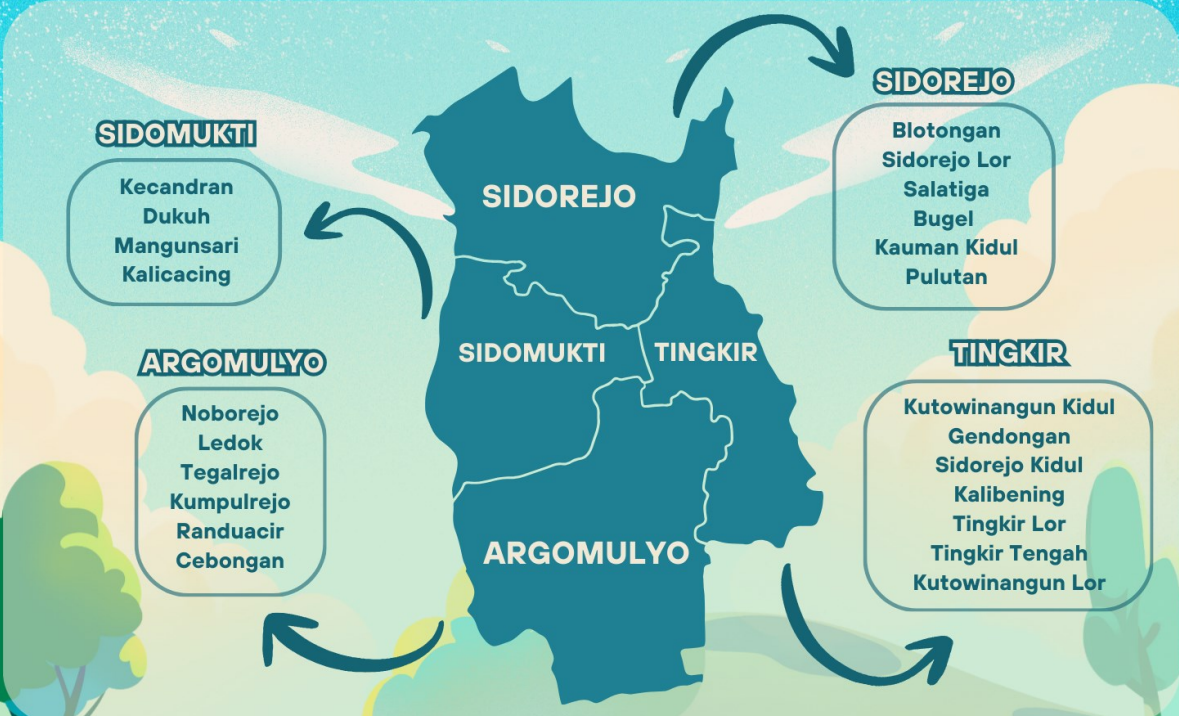 SIDOMUKTI
Kecandran
Dukuh
Mangunsari
Kalicacing
ARGOMULYO
Noborejo
Ledok
Tegalrejo
Kumpulrejo
Randuacir
Cebongan
SIDOREJO
SIDOMUKTI
TINGKIR
ARGOMULYO
SIDOREJO
Blotongan
Sidorejo Lor
Salatiga
Bugel
Kauman Kidul
Pulutan
TINGKIR
Kutowinangun Kidul
Gendongan
Sidorejo Kidul
Kalibening
Tingkir Lor
Tingkir Tengah
Kutowinangun Lor